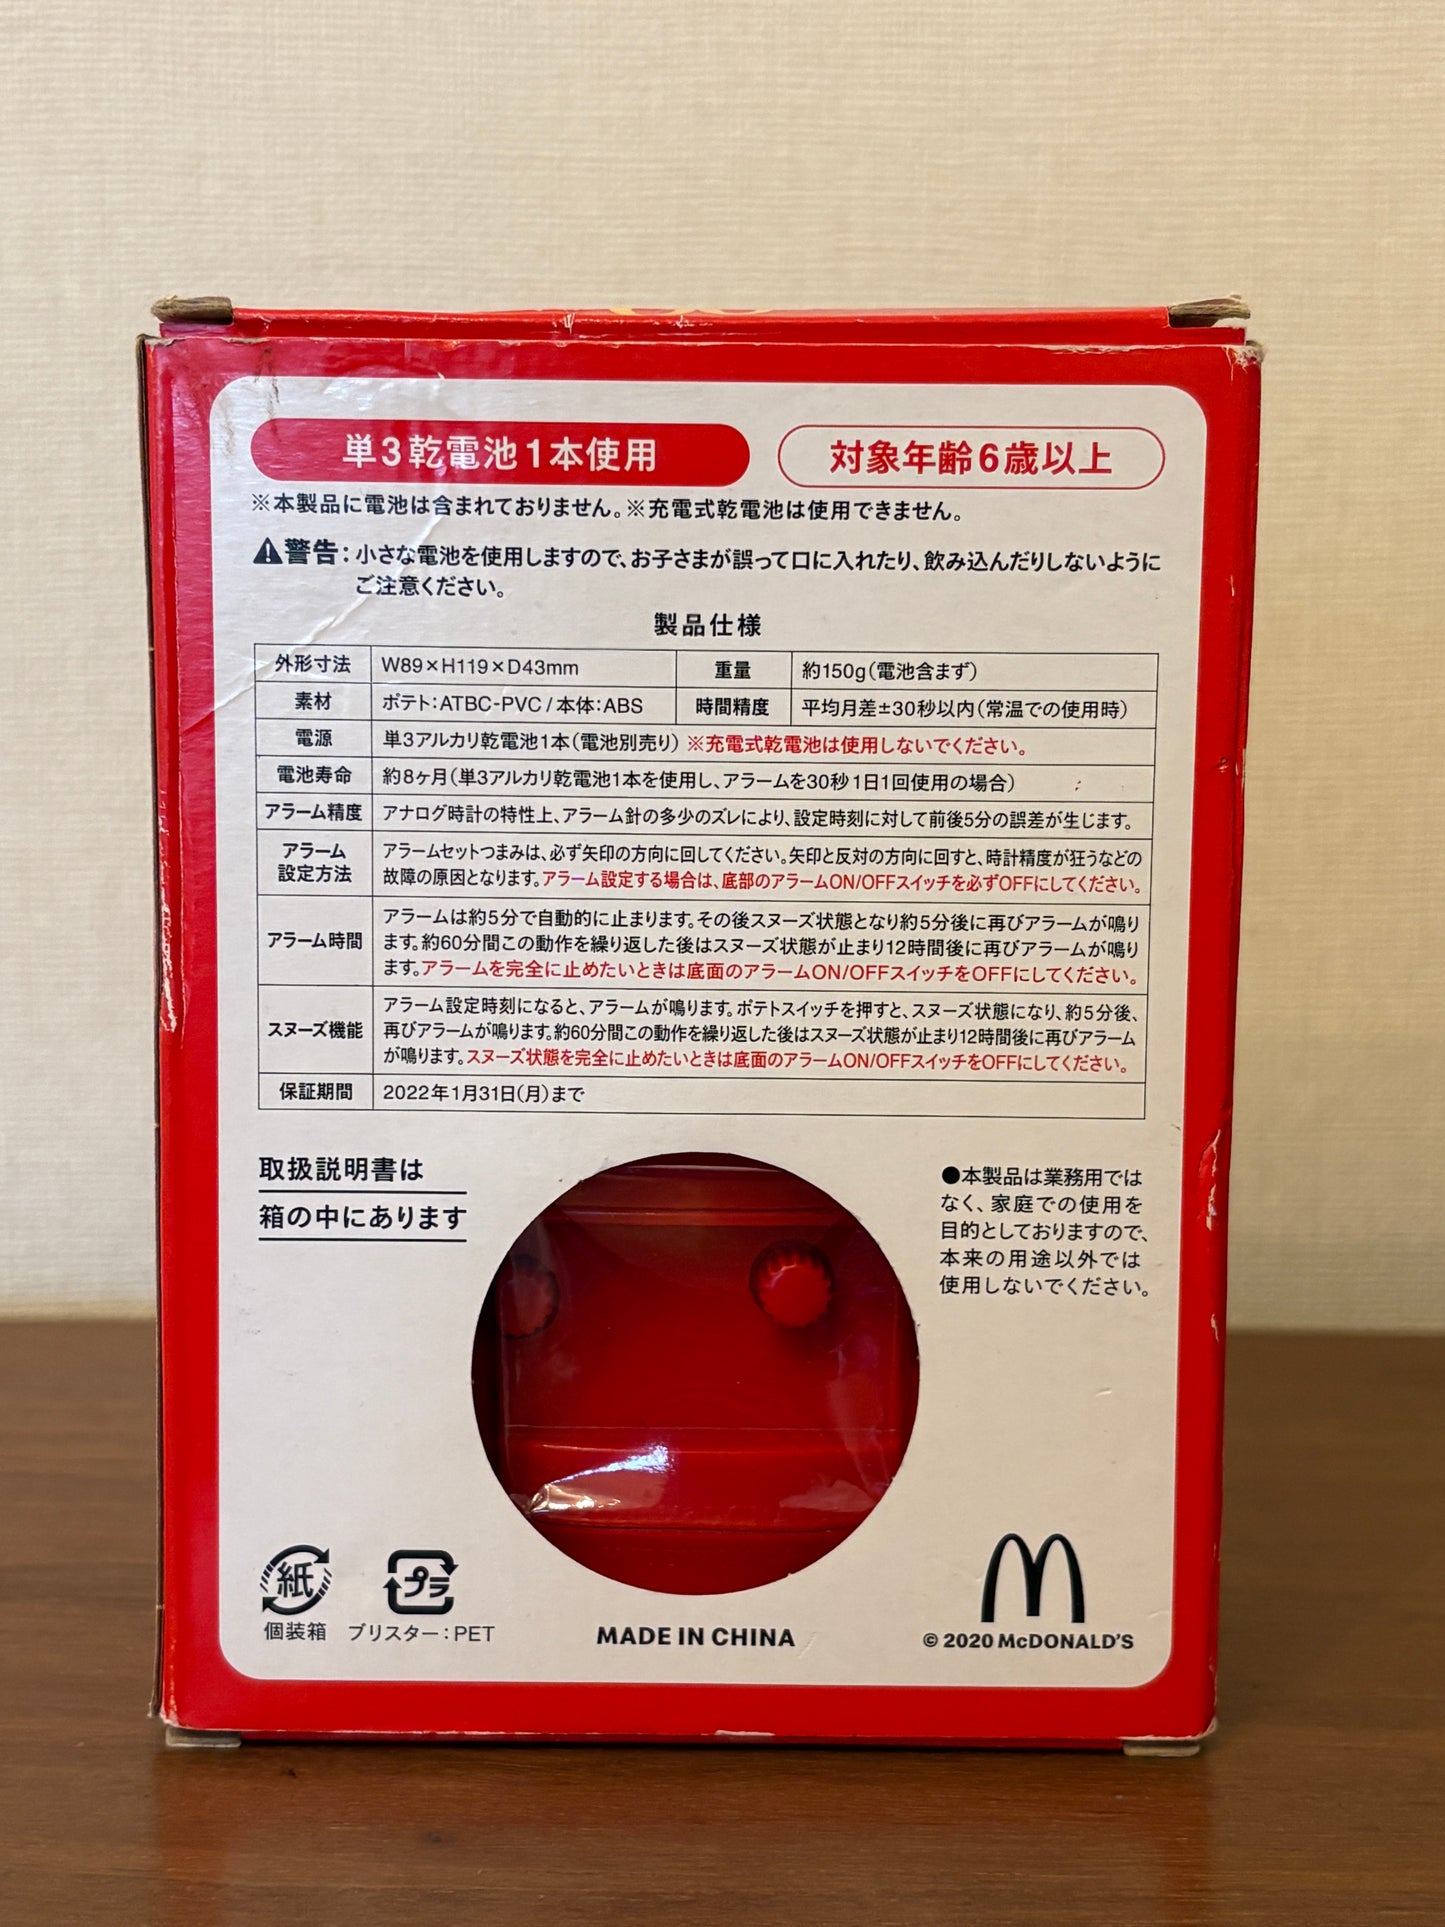 単3乾電池1本使用
対象年齢6歳以上
※本製品に電池は含まれておりません。※充電式乾電池は使用できません。
警告：小さな電池を使用しますので、お子さまが誤って口に入れたり、飲み込んだりしないように
ご注意ください。
製品仕様
外形寸法 W89×H119×D43mm 重量 約150g（電池含まず）
素材 ポテト：ATBC-PVC / 本体：ABS 時間精度 平均月差±30秒以内（常温での使用時）
電源 単3アルカリ乾電池1本（電池別売り）※充電式乾電池は使用しないでください。
電池寿命 約8ヶ月（単3アルカリ乾電池1本を使用し、アラームを30秒1日1回使用の場合）
アラーム精度 アナログ時計の特性上、アラーム針の多少のズレにより、設定時刻に対して前後5分の誤差が生じます。
アラーム
設定方法
アラームセットつまみは、必ず矢印の方向に回してください。矢印と反対の方向に回すと、時計精度が狂うなどの
故障の原因となります。アラーム設定する場合は、底部のアラームON/OFFスイッチを必ずOFFにしてください。
アラーム時間
アラームは約5分で自動的に止まります。その後スヌーズ状態となり約5分後に再びアラームが鳴り
ます。約60分間この動作を繰り返した後はスヌーズ状態が止まり12時間後に再びアラームが鳴り
ます。アラームを完全に止めたいときは底面のアラームON/OFFスイッチをOFFにしてください。
スヌーズ機能
アラーム設定時刻になると、アラームが鳴ります。ポテトスイッチを押すと、スヌーズ状態になり、約5分後、
再びアラームが鳴ります。約60分間この動作を繰り返した後はスヌーズ状態が止まり12時間後に再びアラーム
が鳴ります。スヌーズ状態を完全に止めたいときは底面のアラームON/OFFスイッチをOFFにしてください。
保証期間 2022年1月31日（月）まで
取扱説明書は
箱の中にあります
●本製品は業務用では
なく、家庭での使用を
目的としておりますので、
本来の用途以外では
使用しないでください。
紙
個装箱
プラ
ブリスター：PET
MADE IN CHINA
© 2020 McDONALD'S